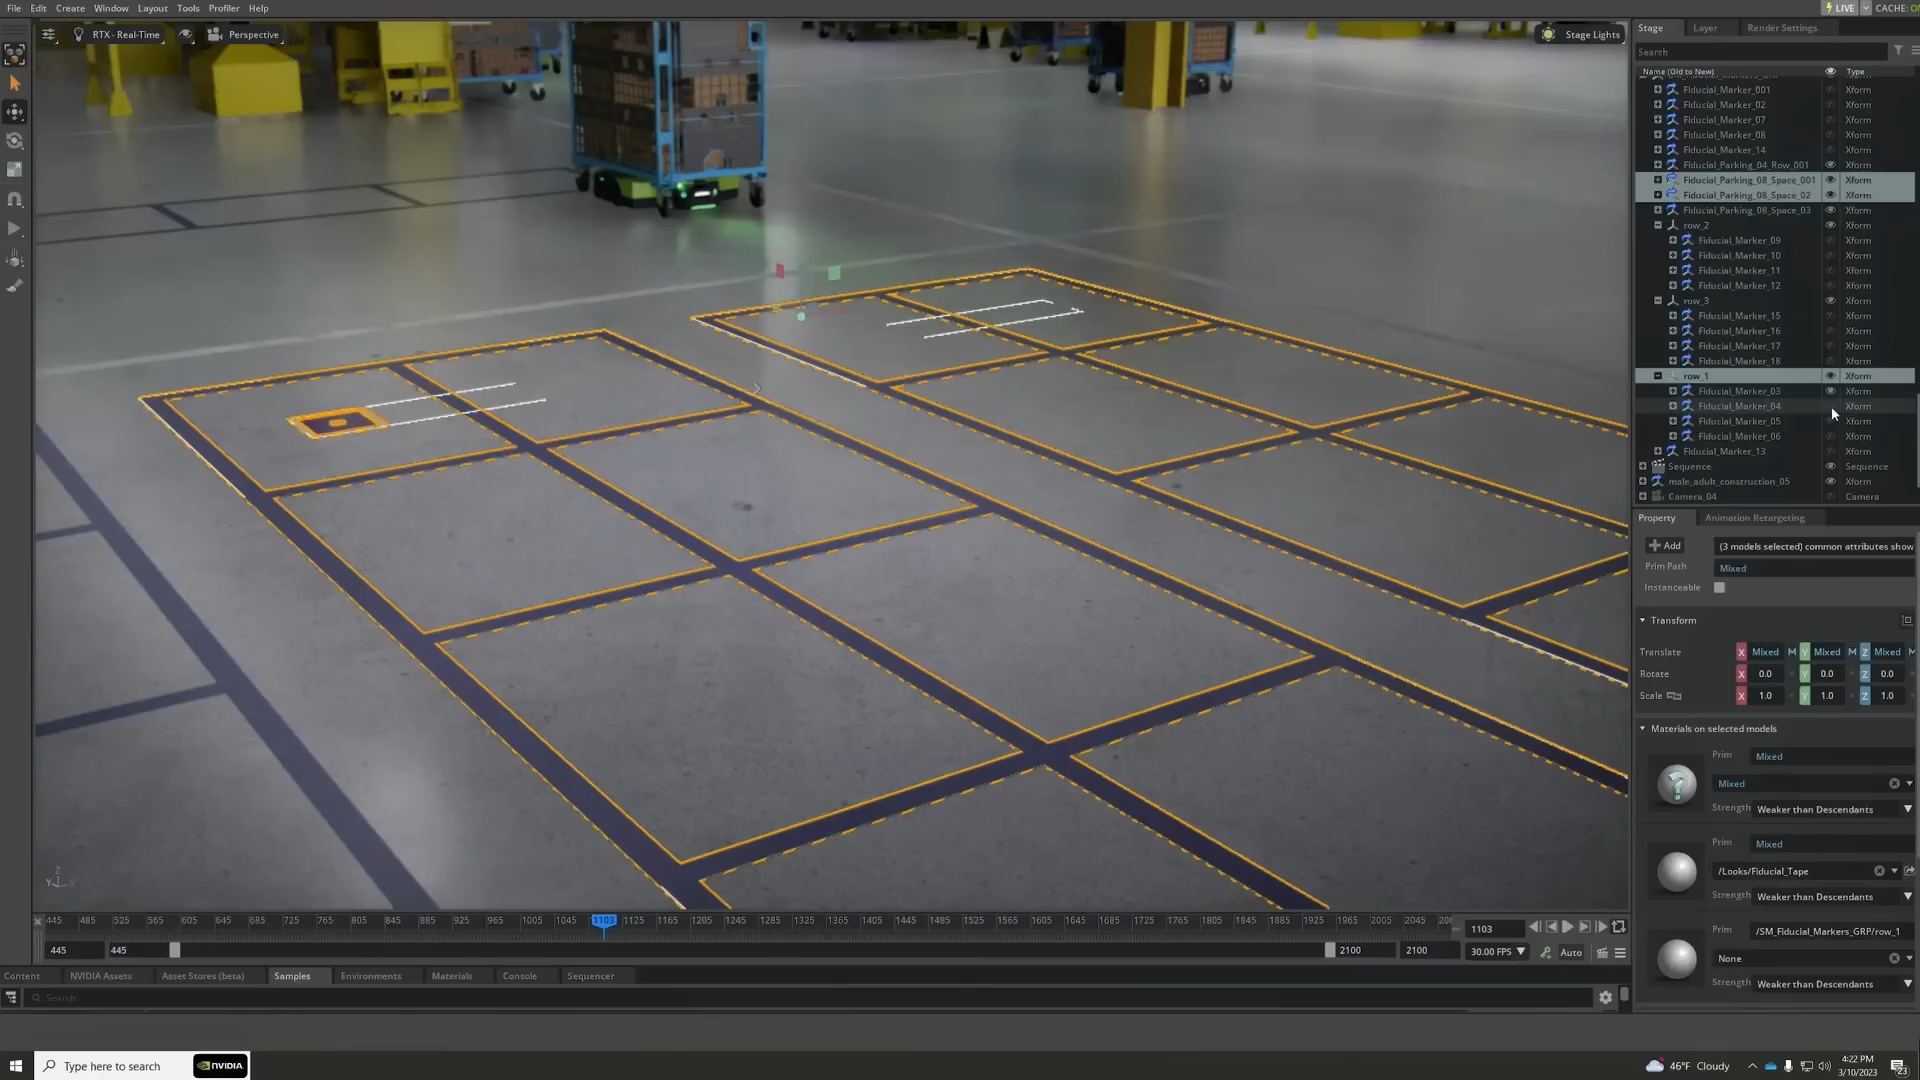 File Edit Create Window Layout Tools Profiler Help
LIVE CACHE: ON
RTX - Real-Time
Perspective
Stage Lights
Stage Layer Render Settings
Search
Name (Old to New) Type
Fiducial_Marker_001 Xform
Fiducial_Marker_02 Xform
Fiducial_Marker_07 Xform
Fiducial_Marker_08 Xform
Fiducial_Marker_14 Xform
Fiducial_Parking_04_Row_001 Xform
Fiducial_Parking_08_Space_001 Xform
Fiducial_Parking_08_Space_02 Xform
Fiducial_Parking_08_Space_03 Xform
row_2 Xform
Fiducial_Marker_09 Xform
Fiducial_Marker_10 Xform
Fiducial_Marker_11 Xform
Fiducial_Marker_12 Xform
row_3 Xform
Fiducial_Marker_15 Xform
Fiducial_Marker_16 Xform
Fiducial_Marker_17 Xform
Fiducial_Marker_18 Xform
row_1 Xform
Fiducial_Marker_03 Xform
Fiducial_Marker_04 Xform
Fiducial_Marker_05 Xform
Fiducial_Marker_06 Xform
Fiducial_Marker_13 Xform
Sequence Sequence
male_adult_construction_05 Xform
Camera_04 Camera
Property Animation Retargeting
Add (3 models selected) common attributes show
Prim Path Mixed
Instanceable
Transform
Translate X Mixed M Y Mixed M Z Mixed M
Rotate X 0.0 Y 0.0 Z 0.0
Scale X 1.0 Y 1.0 Z 1.0
Materials on selected models
Prim Mixed
Mixed
Strength Weaker than Descendants
Prim Mixed
/Looks/Fiducial_Tape
Strength Weaker than Descendants
Prim /SM_Fiducial_Markers_GRP/row_1
None
Strength Weaker than Descendants
Z
Y X
445 485 525 565 605 645 685 725 765 805 845 885 925 965 1005 1045 1103 1125 1165 1205 1245 1285 1325 1365 1405 1445 1485 1525 1565 1605 1645 1685 1725 1765 1805 1845 1885 1925 1965 2005 2045
1103
445 445 2100 2100 30.00 FPS Auto
Content NVIDIA Assets Asset Stores (beta) Samples Environments Materials Console Sequencer
Search
Type here to search NVIDIA
46°F Cloudy
4:22 PM
3/10/2023
23